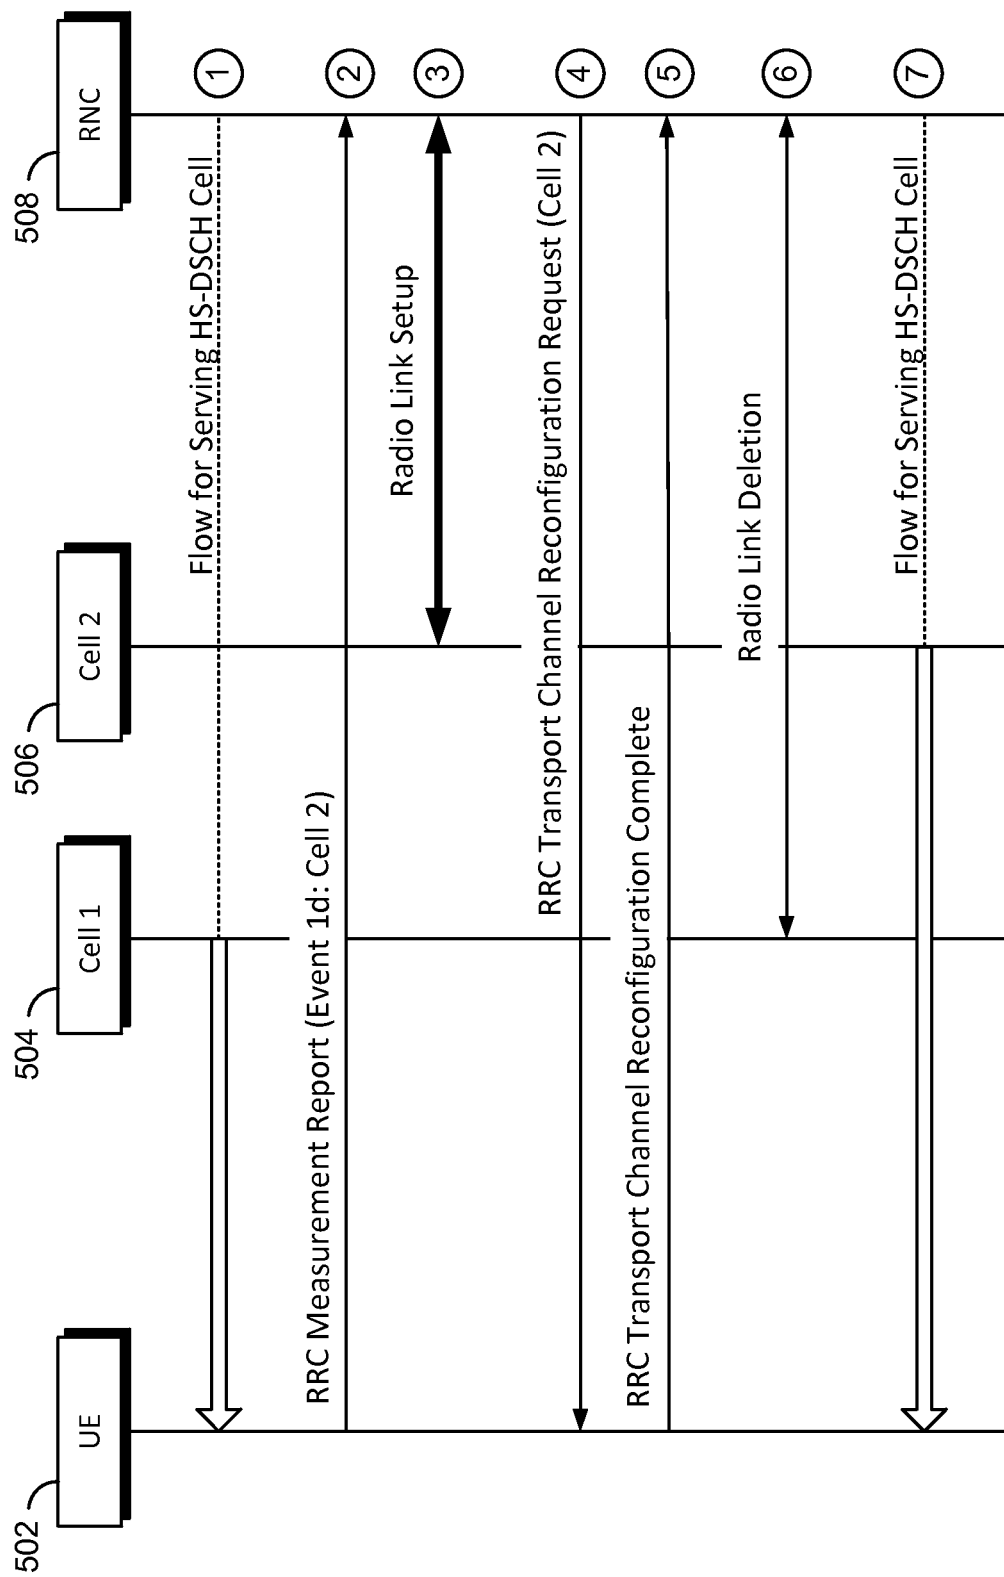 502
UE
504
Cell 1
506
Cell 2
508
RNC
Flow for Serving HS-DSCH Cell
1
RRC Measurement Report (Event 1d: Cell 2)
2
Radio Link Setup
3
RRC Transport Channel Reconfiguration Request (Cell 2)
4
RRC Transport Channel Reconfiguration Complete
5
Radio Link Deletion
6
Flow for Serving HS-DSCH Cell
7